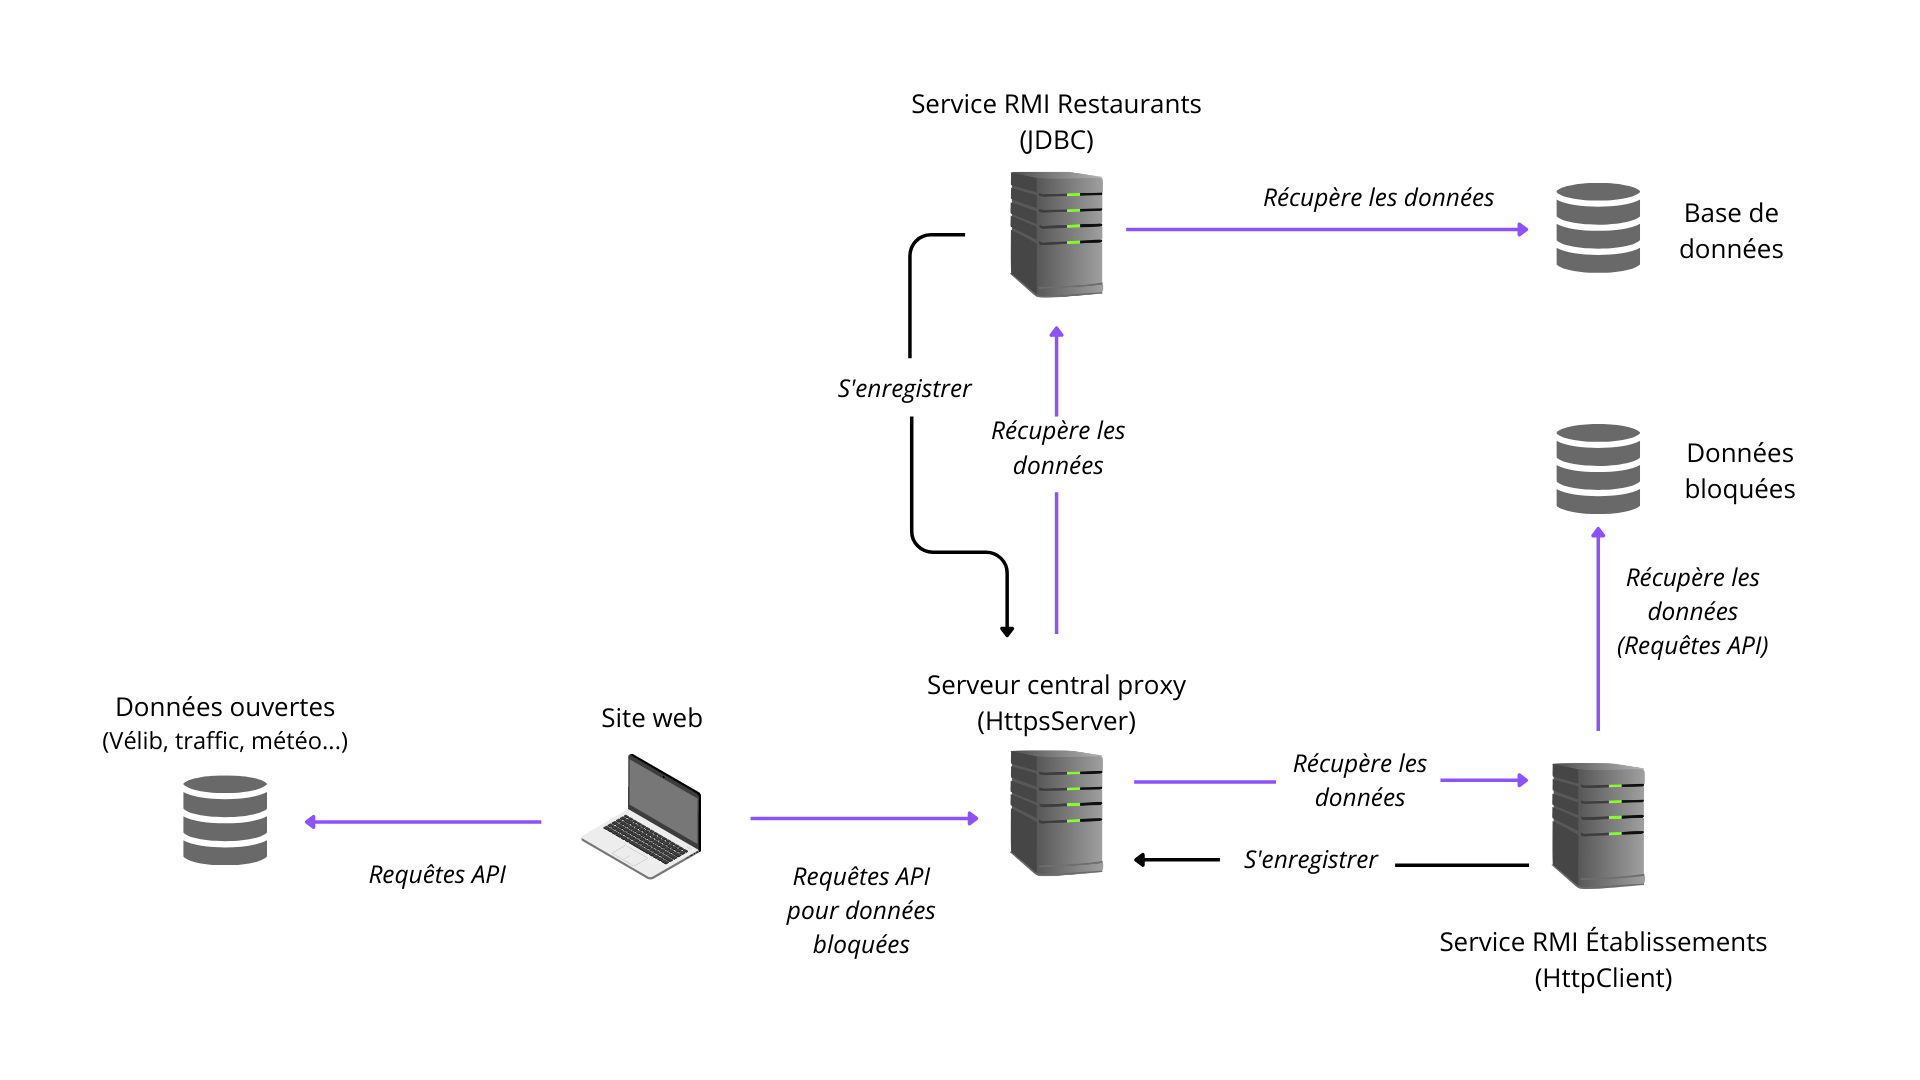 Service RMI Restaurants
(JDBC)
Récupère les données
Base de
données
S'enregistrer
Récupère les
données
Données
bloquées
Récupère les
données
(Requêtes API)
Serveur central proxy
(HttpsServer)
Données ouvertes
(Vélib, traffic, météo...)
Site web
Récupère les
données
S'enregistrer
Requêtes API
Requêtes API
pour données
bloquées
Service RMI Établissements
(HttpClient)